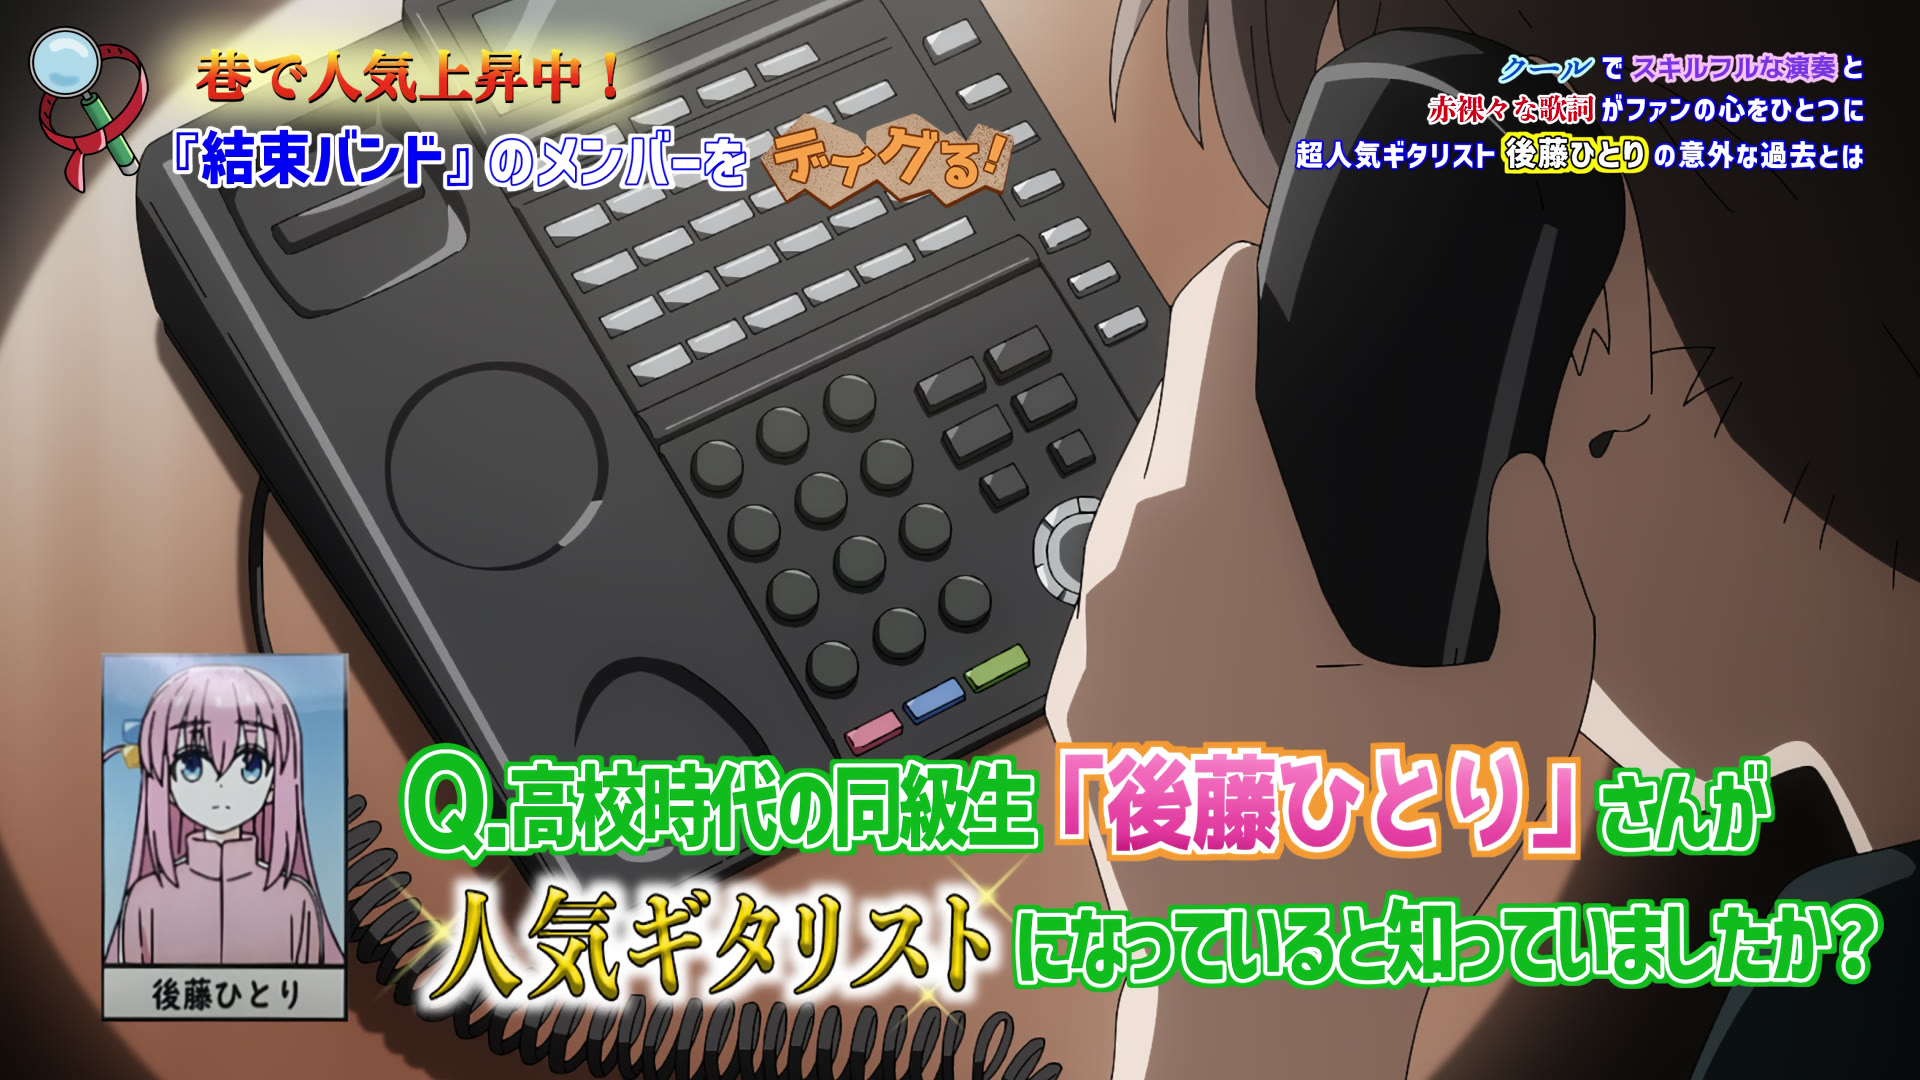 巷で人気上昇中！
『結束バンド』のメンバーをディグる！
クールでスキルフルな演奏と
赤裸々な歌詞がファンの心をひとつに
超人気ギタリスト後藤ひとりの意外な過去とは
Q.高校時代の同級生「後藤ひとり」さんが
人気ギタリストになっていると知っていましたか？
後藤ひとり